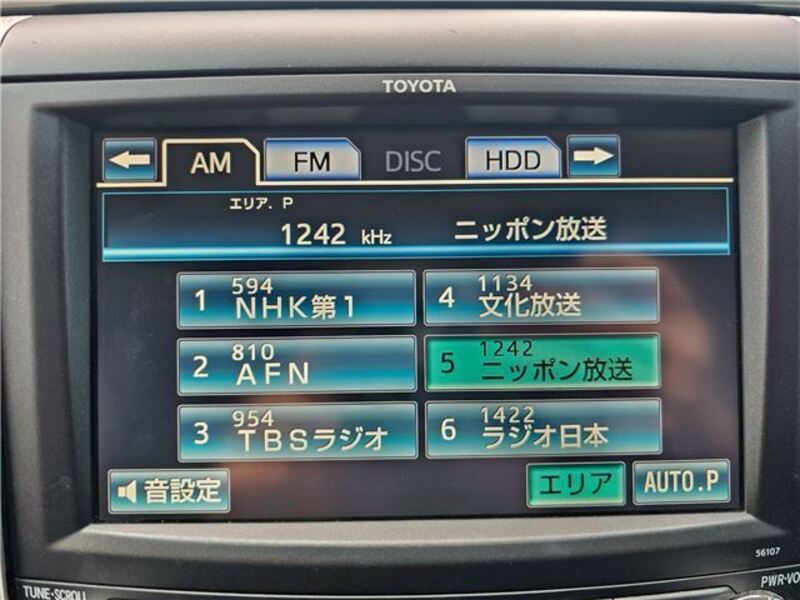 TOYOTA
AM FM DISC HDD
エリア. P
1242 kHz ニッポン放送
1 594 NHK第1
4 1134 文化放送
2 810 AFN
5 1242 ニッポン放送
3 954 TBSラジオ
6 1422 ラジオ日本
音設定 エリア AUTO.P
56107
TUNE·SCROLL PWR·VO